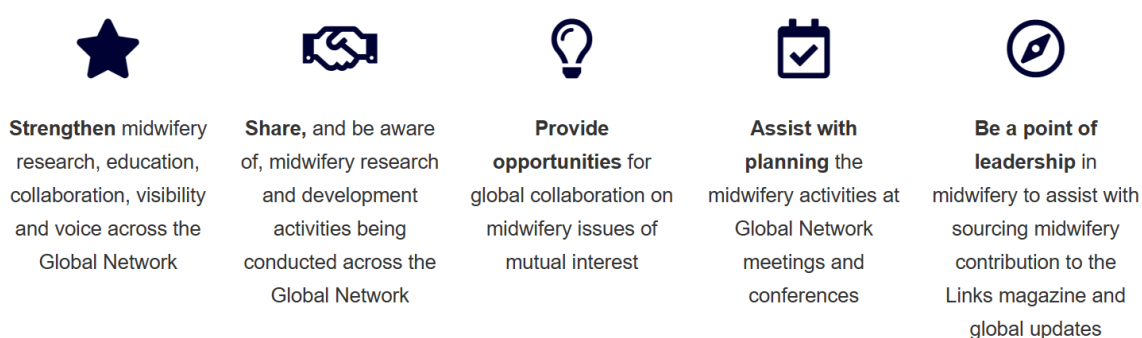 Strengthen midwifery
research, education,
collaboration, visibility
and voice across the
Global Network
Share, and be aware
of, midwifery research
and development
activities being
conducted across the
Global Network
Provide
opportunities for
global collaboration on
midwifery issues of
mutual interest
Assist with
planning the
midwifery activities at
Global Network
meetings and
conferences
Be a point of
leadership in
midwifery to assist with
sourcing midwifery
contribution to the
Links magazine and
global updates